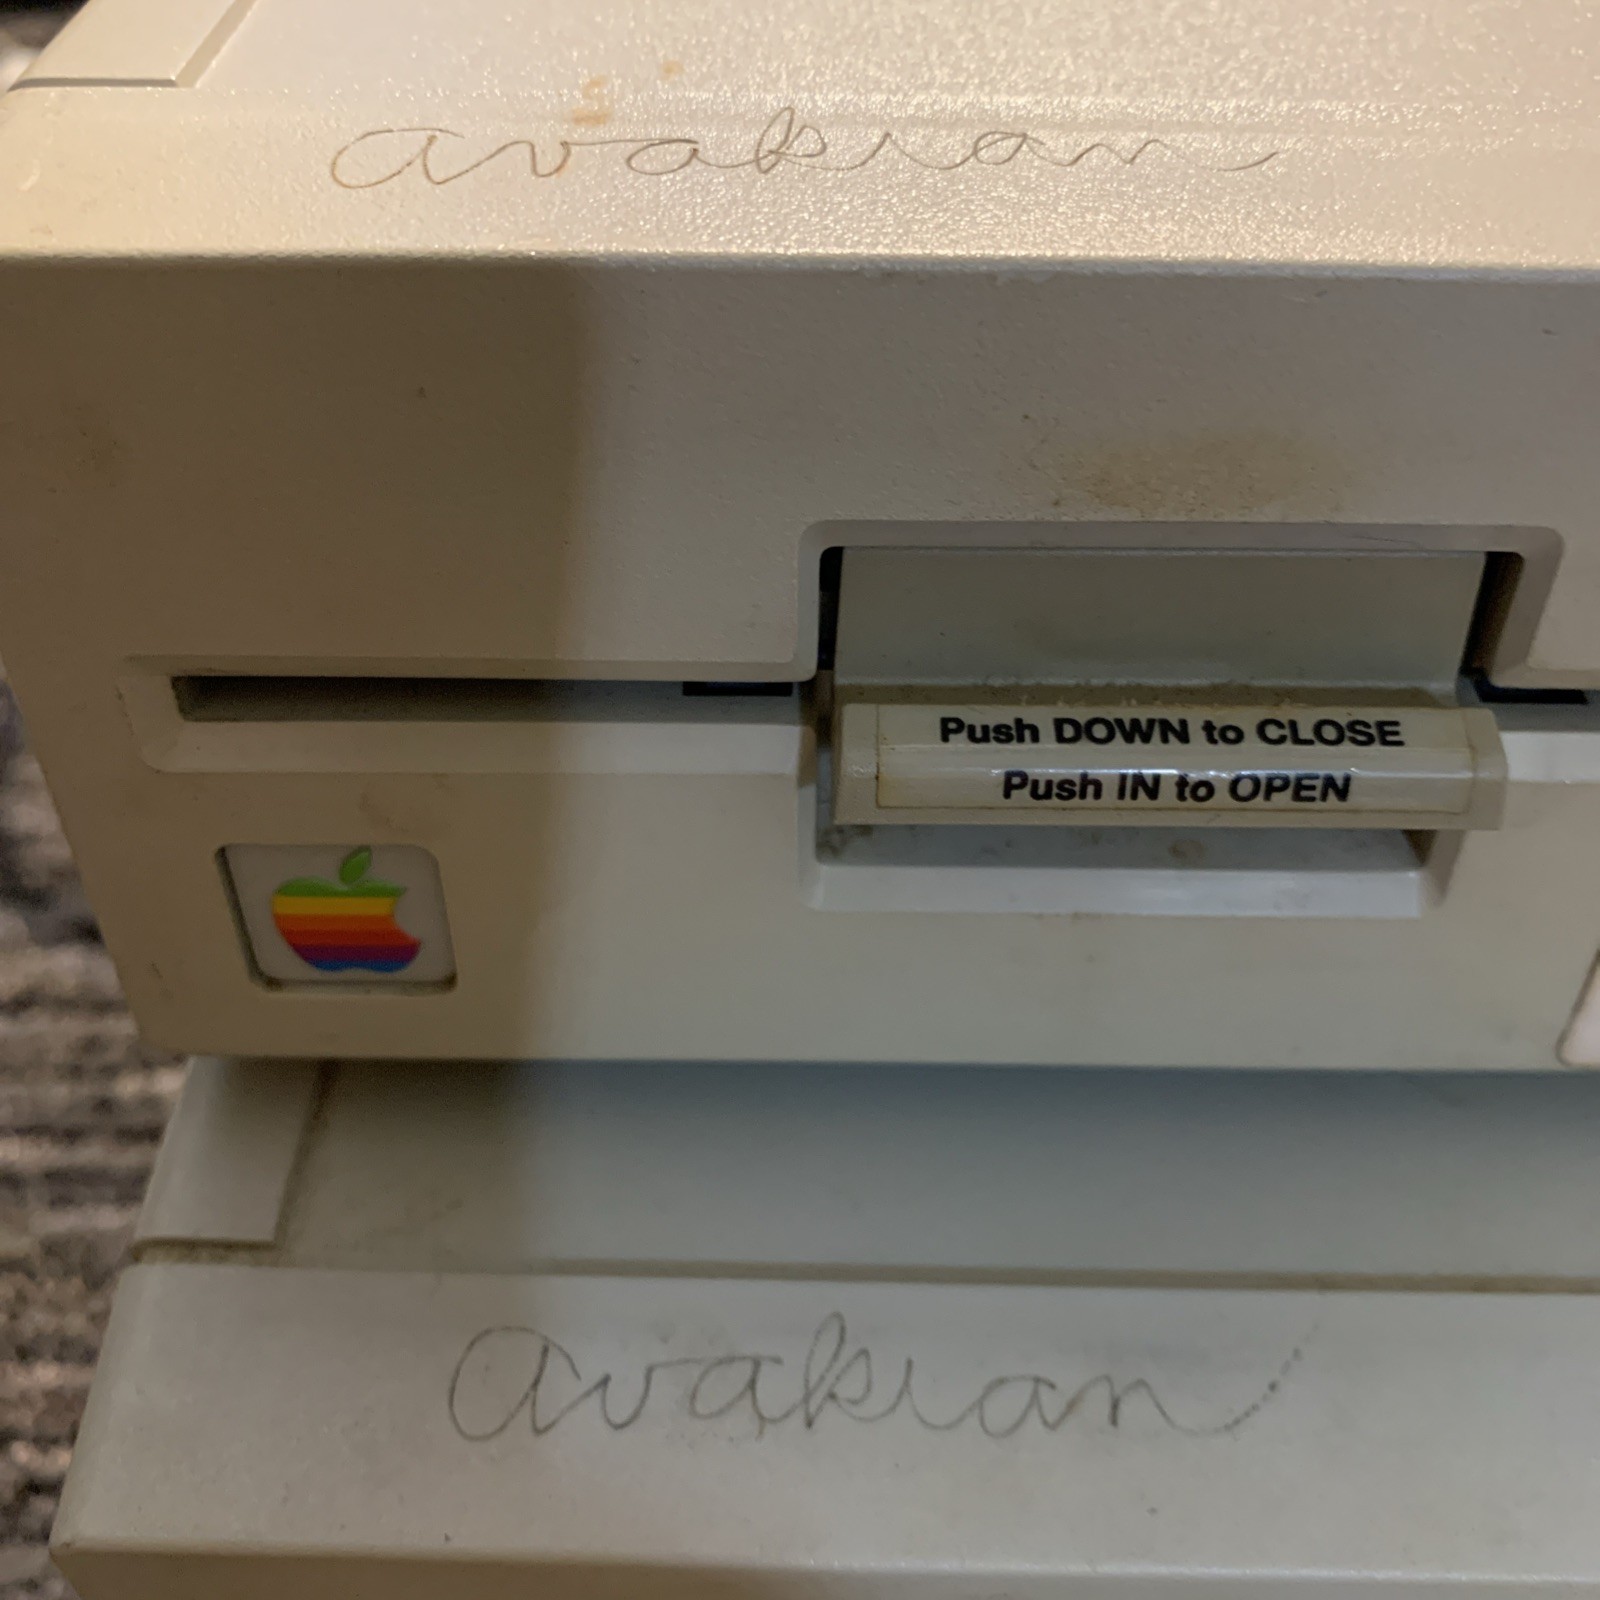 avakian
Push DOWN to CLOSE
Push IN to OPEN
Avakian